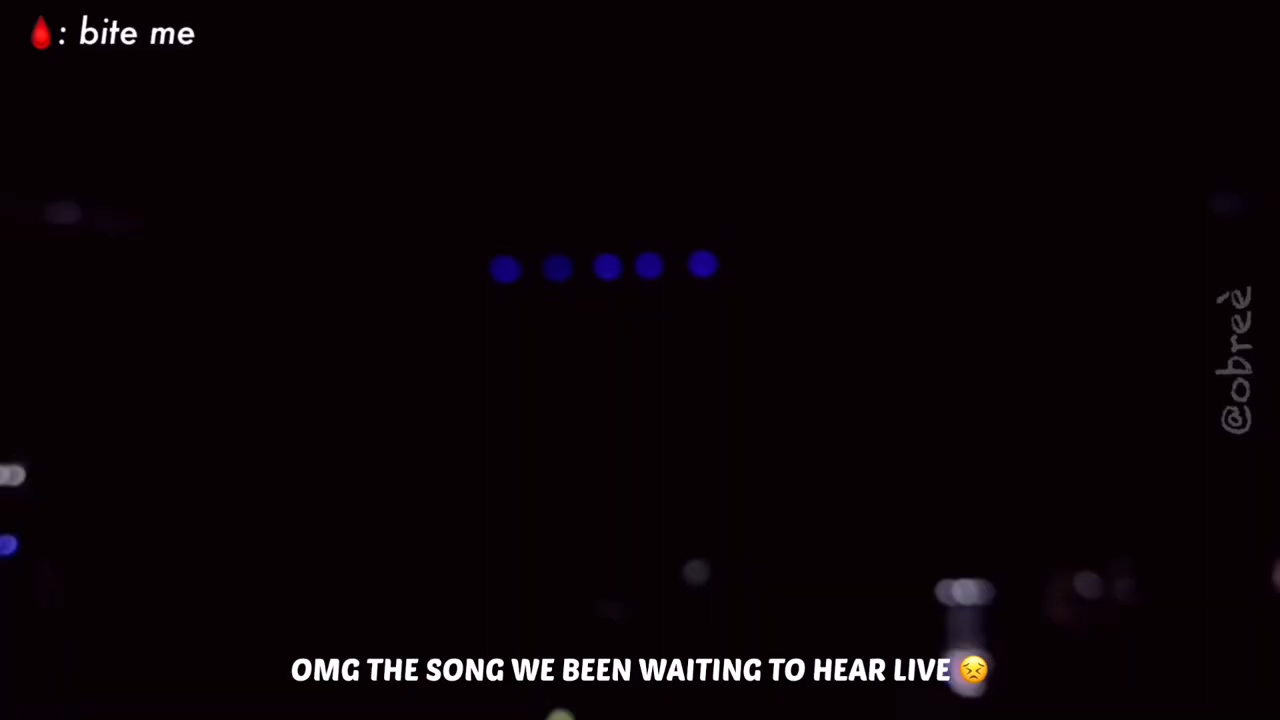 🩸: bite me
@obreè
OMG THE SONG WE BEEN WAITING TO HEAR LIVE 😣